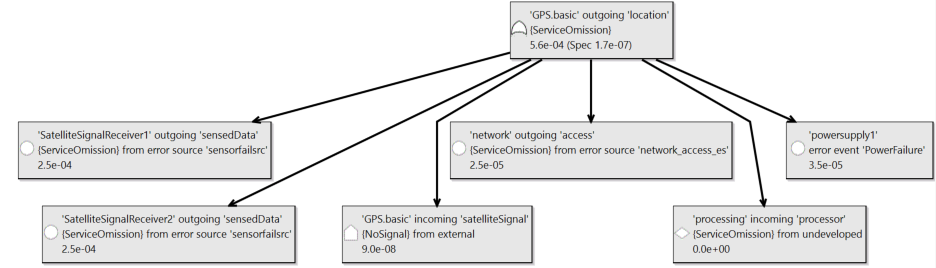 'GPS.basic' outgoing 'location'
{ServiceOmission}
5.6e-04 (Spec 1.7e-07)
'SatelliteSignalReceiver1' outgoing 'sensedData'
{ServiceOmission} from error source 'sensorfailsrc'
2.5e-04
'network' outgoing 'access'
{ServiceOmission} from error source 'network_access_es'
2.5e-05
'powersupply1'
error event 'PowerFailure'
3.5e-05
'SatelliteSignalReceiver2' outgoing 'sensedData'
{ServiceOmission} from error source 'sensorfailsrc'
2.5e-04
'GPS.basic' incoming 'satelliteSignal'
{NoSignal} from external
9.0e-08
'processing' incoming 'processor'
{ServiceOmission} from undeveloped
0.0e+00